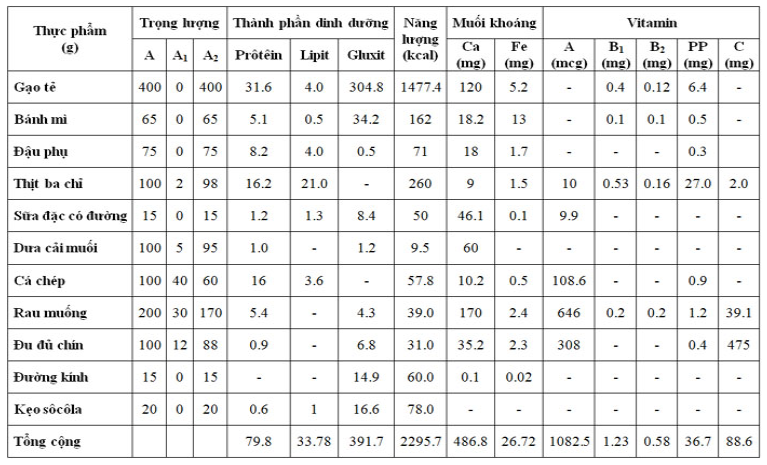 Thực phẩm (g) | Trọng lượng | Thành phần dinh dưỡng | Năng lượng (kcal) | Muối khoáng | Vitamin
A | A₁ | A₂ | Prôtêin | Lipit | Gluxit | Ca (mg) | Fe (mg) | A (mcg) | B₁ (mg) | B₂ (mg) | PP (mg) | C (mg)
Gạo tẻ | 400 | 0 | 400 | 31.6 | 4.0 | 304.8 | 1477.4 | 120 | 5.2 | - | 0.4 | 0.12 | 6.4 | -
Bánh mì | 65 | 0 | 65 | 5.1 | 0.5 | 34.2 | 162 | 18.2 | 13 | - | 0.1 | 0.1 | 0.5 | -
Đậu phụ | 75 | 0 | 75 | 8.2 | 4.0 | 0.5 | 71 | 18 | 1.7 | - | - | - | 0.3 |
Thịt ba chỉ | 100 | 2 | 98 | 16.2 | 21.0 | - | 260 | 9 | 1.5 | 10 | 0.53 | 0.16 | 27.0 | 2.0
Sữa đặc có đường | 15 | 0 | 15 | 1.2 | 1.3 | 8.4 | 50 | 46.1 | 0.1 | 9.9 | - | - | - | -
Dưa cải muối | 100 | 5 | 95 | 1.0 | - | 1.2 | 9.5 | 60 | - | - | - | - | - | -
Cá chép | 100 | 40 | 60 | 16 | 3.6 | - | 57.8 | 10.2 | 0.5 | 108.6 | - | - | 0.9 | -
Rau muống | 200 | 30 | 170 | 5.4 | - | 4.3 | 39.0 | 170 | 2.4 | 646 | 0.2 | 0.2 | 1.2 | 39.1
Đu đủ chín | 100 | 12 | 88 | 0.9 | - | 6.8 | 31.0 | 35.2 | 2.3 | 308 | - | - | 0.4 | 475
Đường kính | 15 | 0 | 15 | - | - | 14.9 | 60.0 | 0.1 | 0.02 | - | - | - | - | -
Kẹo sôcôla | 20 | 0 | 20 | 0.6 | 1 | 16.6 | 78.0 | - | - | - | - | - | - | -
Tổng cộng | | | | 79.8 | 33.78 | 391.7 | 2295.7 | 486.8 | 26.72 | 1082.5 | 1.23 | 0.58 | 36.7 | 88.6